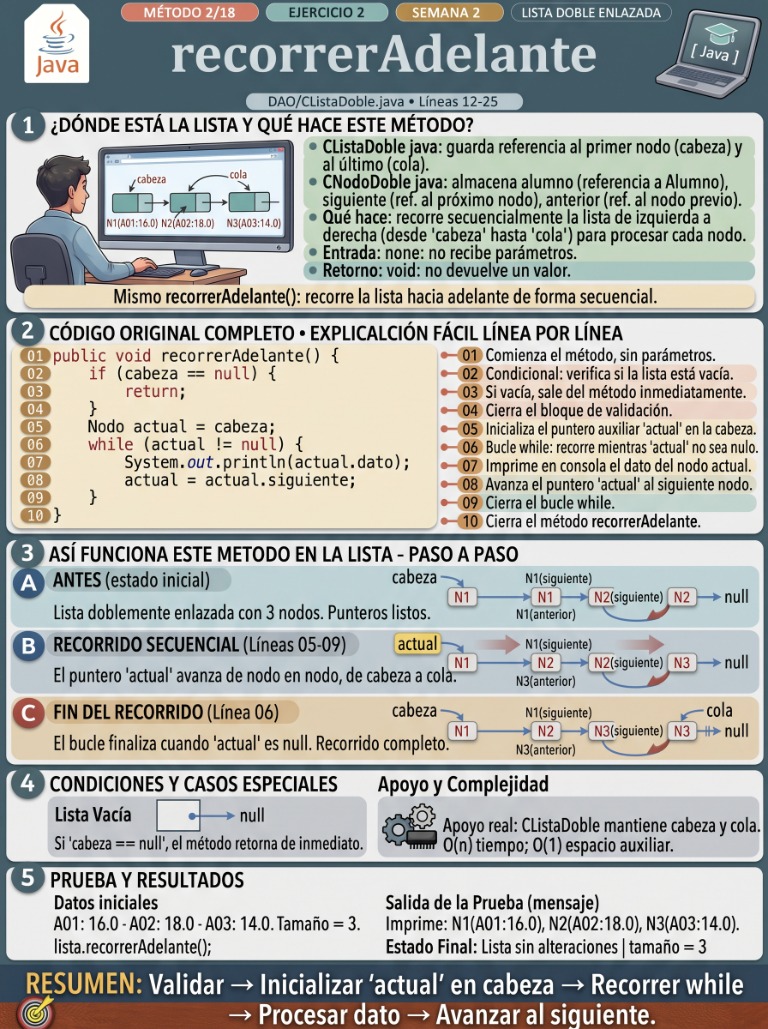 MÉTODO 2/18
EJERCICIO 2
SEMANA 2
LISTA DOBLE ENLAZADA
Java
recorrerAdelante
[ Java ]
DAO/CListaDoble.java • Líneas 12-25
1 ¿DÓNDE ESTÁ LA LISTA Y QUÉ HACE ESTE MÉTODO?
cabeza
cola
N1(A01:16.0) N2(A02:18.0) N3(A03:14.0)
• CListaDoble java: guarda referencia al primer nodo (cabeza) y
al último (cola).
• CNodoDoble java: almacena alumno (referencia a Alumno),
siguiente (ref. al próximo nodo), anterior (ref. al nodo previo).
• Qué hace: recorre secuencialmente la lista de izquierda a
derecha (desde 'cabeza' hasta 'cola') para procesar cada nodo.
• Entrada: none: no recibe parámetros.
• Retorno: void: no devuelve un valor.
Mismo recorrerAdelante(): recorre la lista hacia adelante de forma secuencial.
2 CÓDIGO ORIGINAL COMPLETO • EXPLICALCIÓN FÁCIL LÍNEA POR LÍNEA
01 public void recorrerAdelante() {
02 if (cabeza == null) {
03 return;
04 }
05 Nodo actual = cabeza;
06 while (actual != null) {
07 System.out.println(actual.dato);
08 actual = actual.siguiente;
09 }
10 }
01 Comienza el método, sin parámetros.
02 Condicional: verifica si la lista está vacía.
03 Si vacía, sale del método inmediatamente.
04 Cierra el bloque de validación.
05 Inicializa el puntero auxiliar 'actual' en la cabeza.
06 Bucle while: recorre mientras 'actual' no sea nulo.
07 Imprime en consola el dato del nodo actual.
08 Avanza el puntero 'actual' al siguiente nodo.
09 Cierra el bucle while.
10 Cierra el método recorrerAdelante.
3 ASÍ FUNCIONA ESTE METODO EN LA LISTA – PASO A PASO
A ANTES (estado inicial)
Lista doblemente enlazada con 3 nodos. Punteros listos.
cabeza
N1(siguiente)
N1 N1 N2(siguiente) N2 null
N1(anterior)
B RECORRIDO SECUENCIAL (Líneas 05-09)
El puntero 'actual' avanza de nodo en nodo, de cabeza a cola.
actual
N1(siguiente)
N1 N2 N2(siguiente) N3 null
N3(anterior)
C FIN DEL RECORRIDO (Línea 06)
El bucle finaliza cuando 'actual' es null. Recorrido completo.
cabeza
N1(siguiente)
cola
N1 N2 N3(siguiente) N3 null
N3(anterior)
4 CONDICIONES Y CASOS ESPECIALES
Lista Vacía
null
Si 'cabeza == null', el método retorna de inmediato.
Apoyo y Complejidad
Apoyo real: CListaDoble mantiene cabeza y cola.
O(n) tiempo; O(1) espacio auxiliar.
5 PRUEBA Y RESULTADOS
Datos iniciales
A01: 16.0 - A02: 18.0 - A03: 14.0. Tamaño = 3.
lista.recorrerAdelante();
Salida de la Prueba (mensaje)
Imprime: N1(A01:16.0), N2(A02:18.0), N3(A03:14.0).
Estado Final: Lista sin alteraciones | tamaño = 3
RESUMEN: Validar → Inicializar ‘actual’ en cabeza → Recorrer while
→ Procesar dato → Avanzar al siguiente.